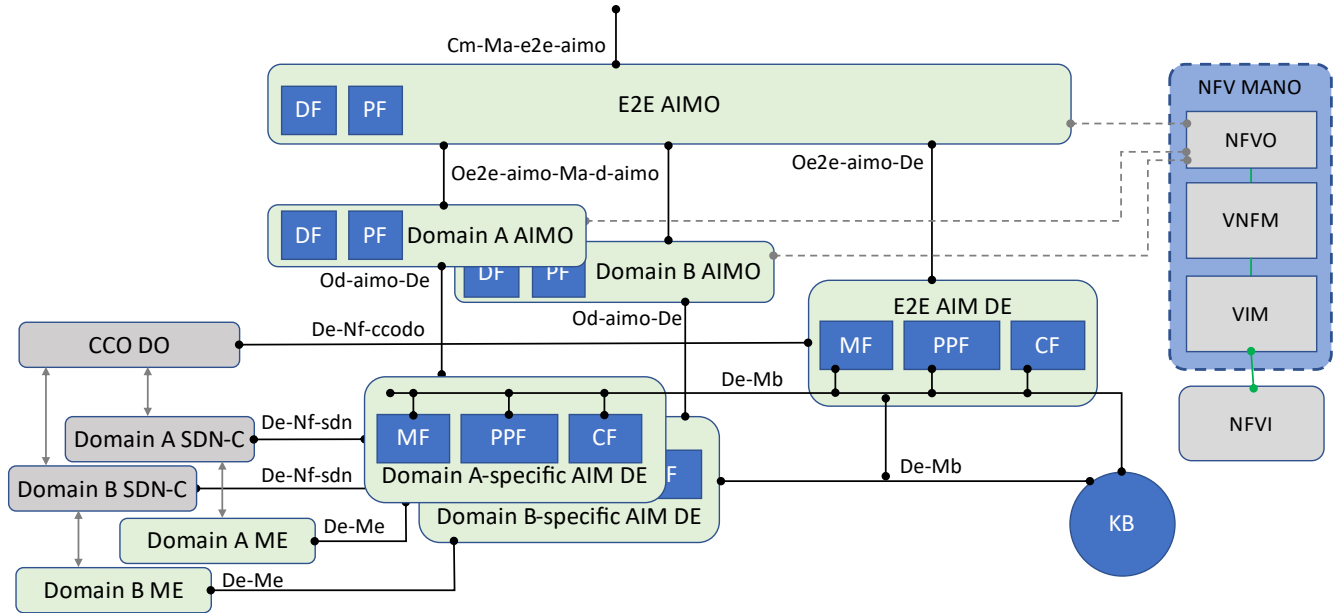 Cm-Ma-e2e-aimo
E2E AIMO
DF
PF
NFV MANO
NFVO
VNFM
VIM
NFVI
Oe2e-aimo-Ma-d-aimo
Oe2e-aimo-De
DF
PF
Domain A AIMO
DF
PF
Domain B AIMO
Od-aimo-De
Od-aimo-De
E2E AIM DE
MF
PPF
CF
De-Nf-ccodo
CCO DO
De-Mb
Domain A SDN-C
De-Nf-sdn
MF
PPF
CF
Domain A-specific AIM DE
F
De-Mb
Domain B SDN-C
De-Nf-sdn
Domain B-specific AIM DE
KB
Domain A ME
De-Me
Domain B ME
De-Me